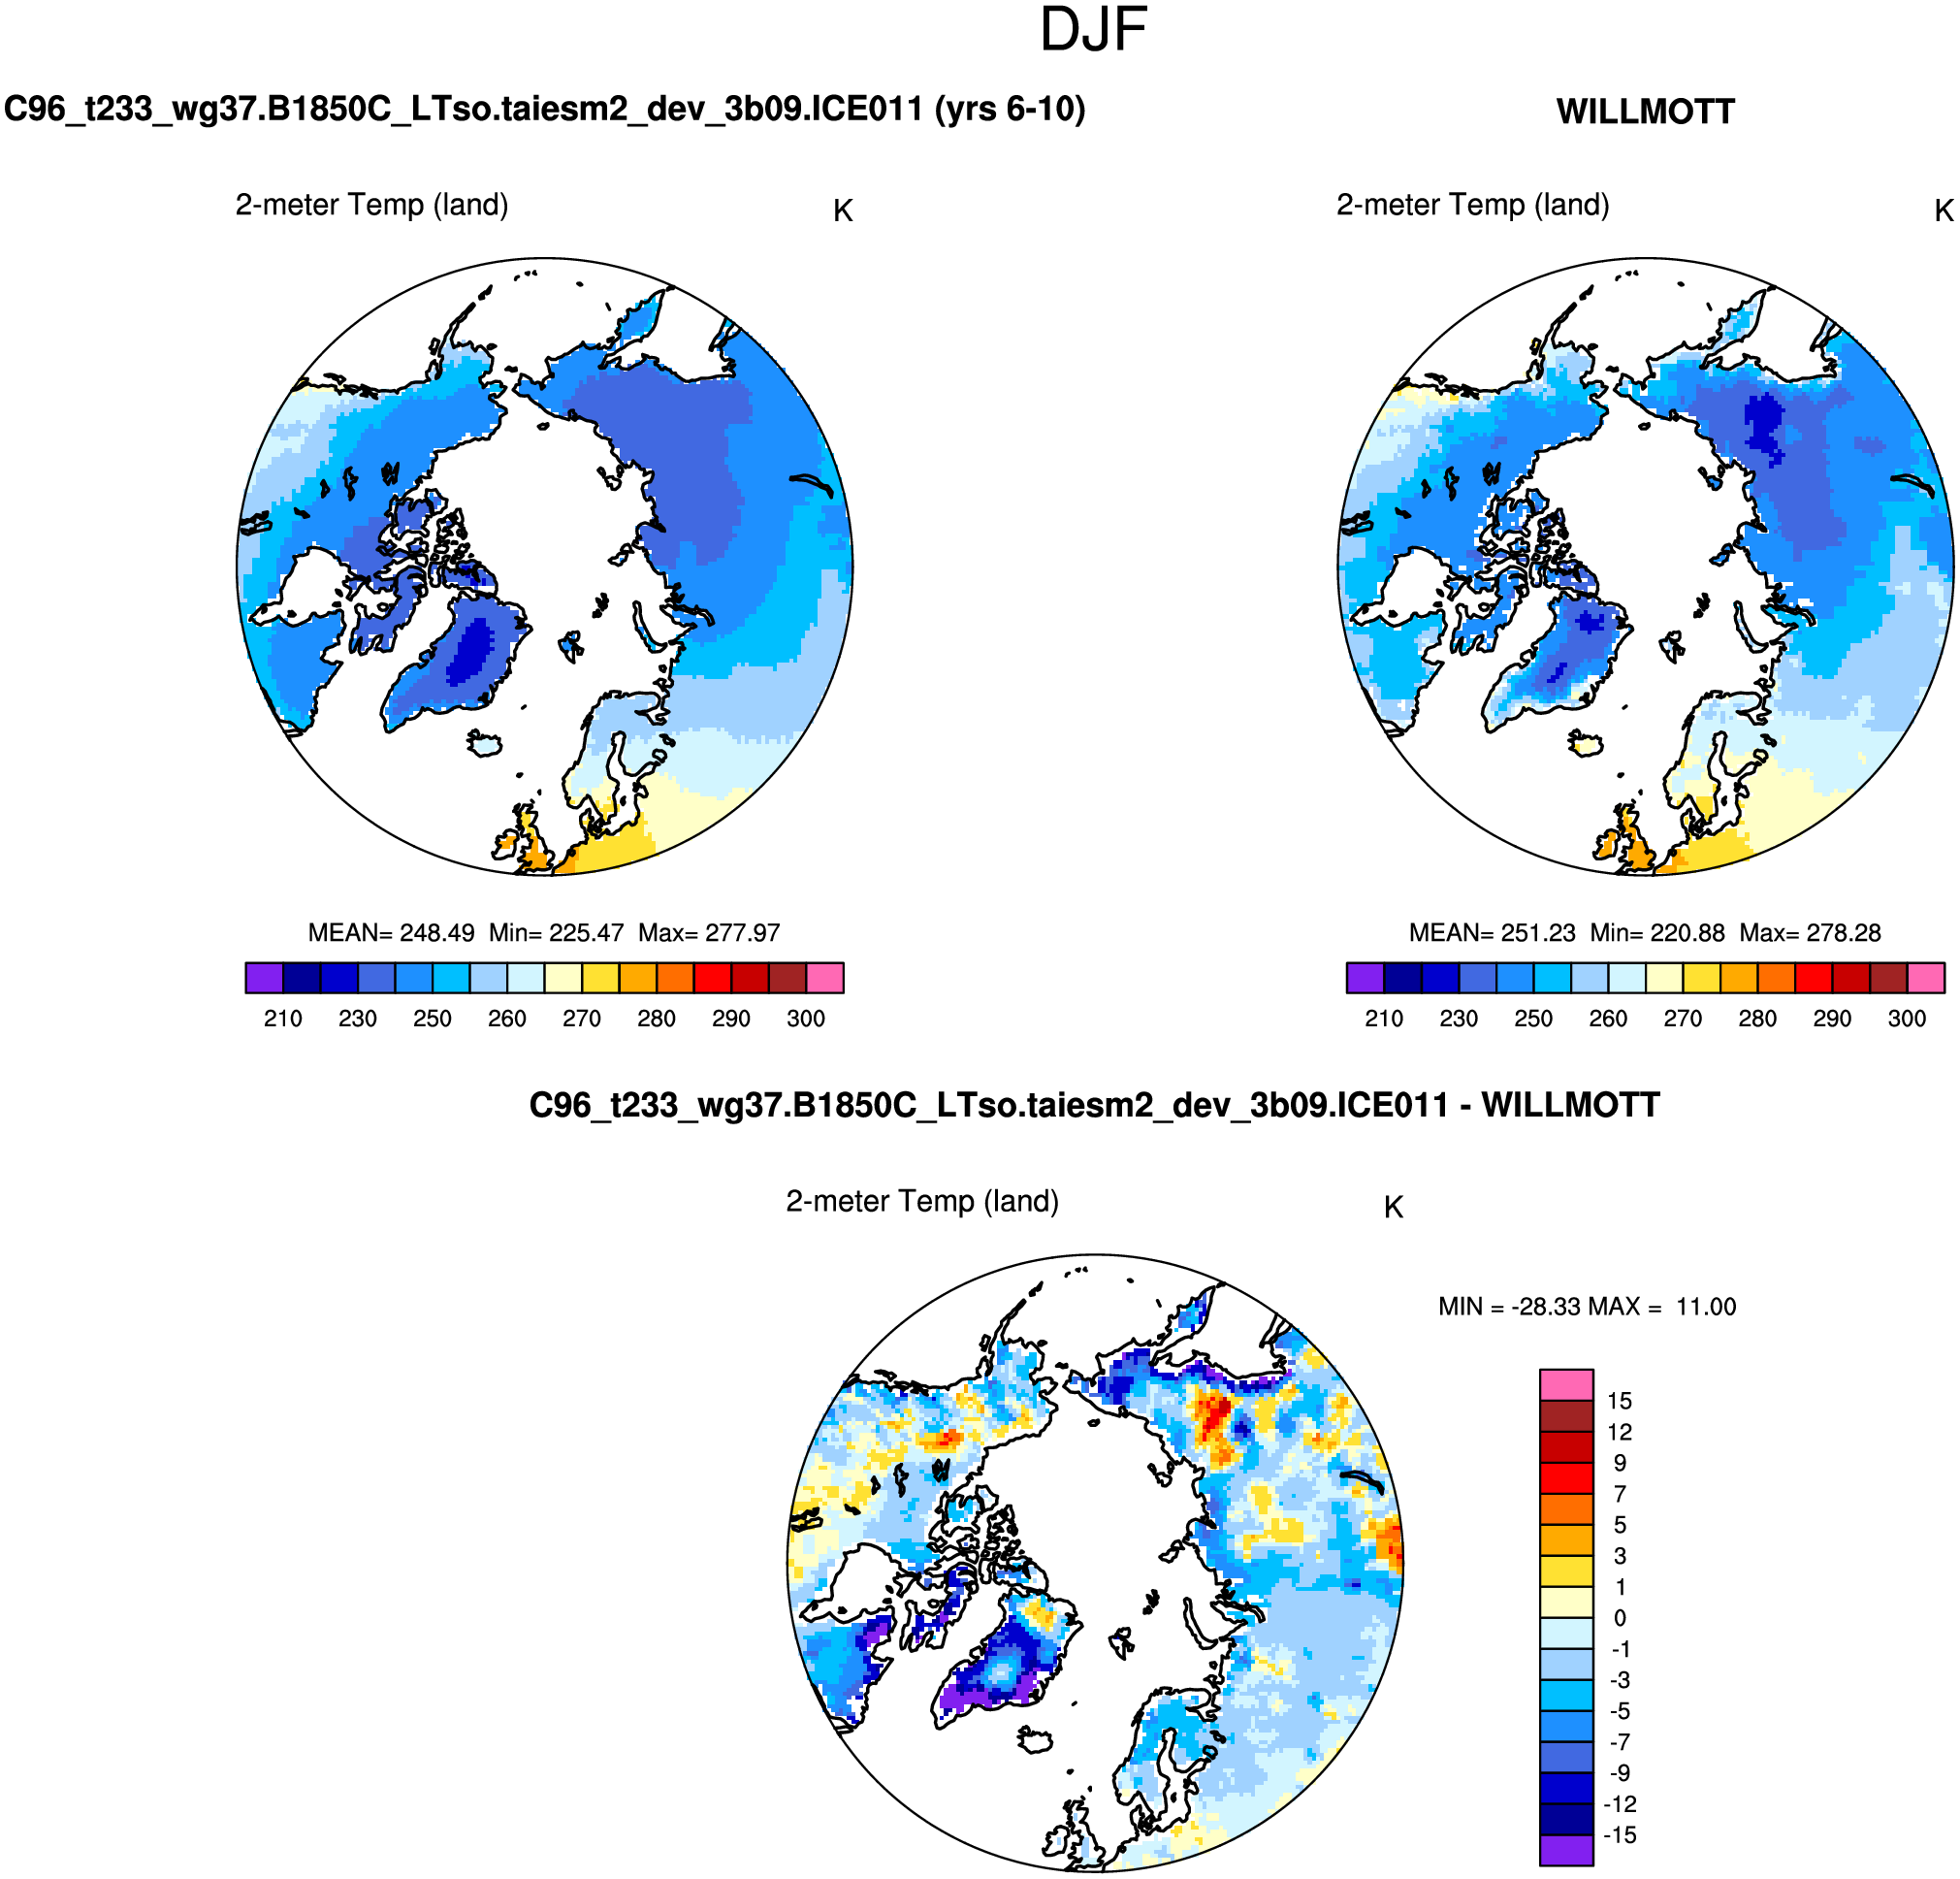 DJF
C96_t233_wg37.B1850C_LTso.taiesm2_dev_3b09.ICE011 (yrs 6-10)
WILLMOTT
2-meter Temp (land) K
2-meter Temp (land) K
MEAN= 248.49 Min= 225.47 Max= 277.97
210 230 250 260 270 280 290 300
MEAN= 251.23 Min= 220.88 Max= 278.28
210 230 250 260 270 280 290 300
C96_t233_wg37.B1850C_LTso.taiesm2_dev_3b09.ICE011 - WILLMOTT
2-meter Temp (land) K
MIN = -28.33 MAX = 11.00
15
12
9
7
5
3
1
0
-1
-3
-5
-7
-9
-12
-15